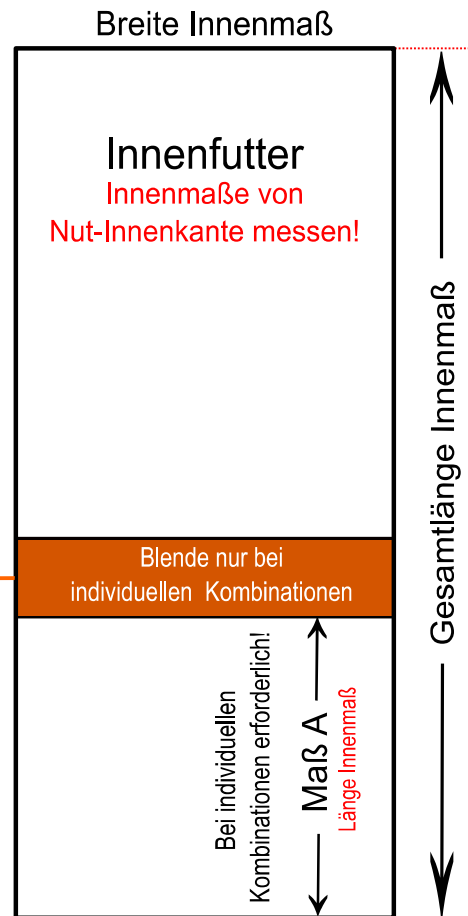 Breite Innenmaß
Innenfutter
Innenmaße von
Nut-Innenkante messen!
Gesamtlänge Innenmaß
Blende nur bei
individuellen Kombinationen
Bei individuellen
Kombinationen erforderlich!
Maß A
Länge Innenmaß